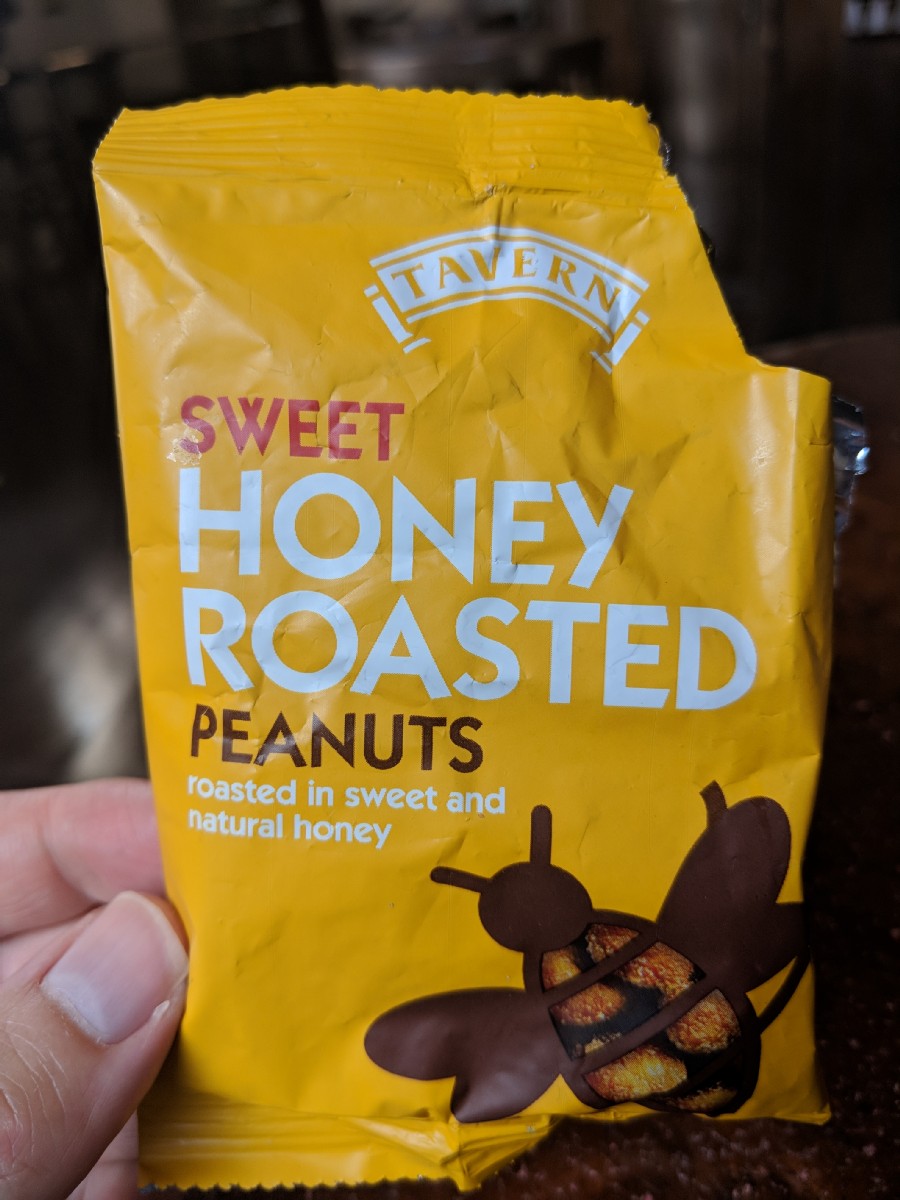 TAVERN
SWEET
HONEY
ROASTED
PEANUTS
roasted in sweet and
natural honey